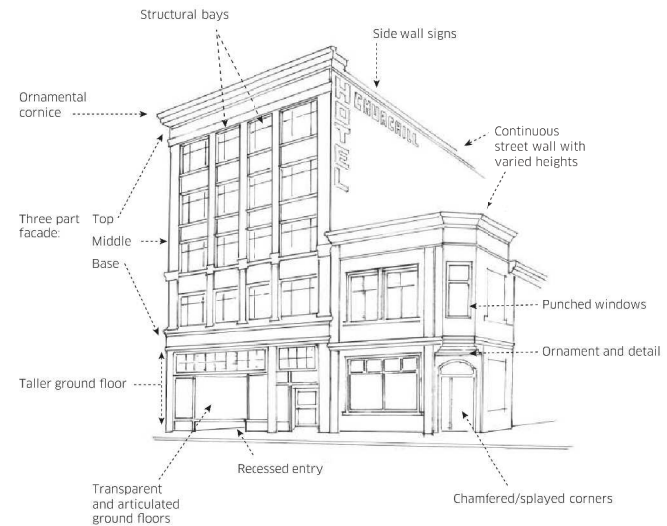 Structural bays
Side wall signs
Ornamental
cornice
HOTEL
CHURCHILL
Continuous
street wall with
varied heights
Three part
facade:
Top
Middle
Base
Punched windows
Ornament and detail
Taller ground floor
Recessed entry
Transparent
and articulated
ground floors
Chamfered/splayed corners